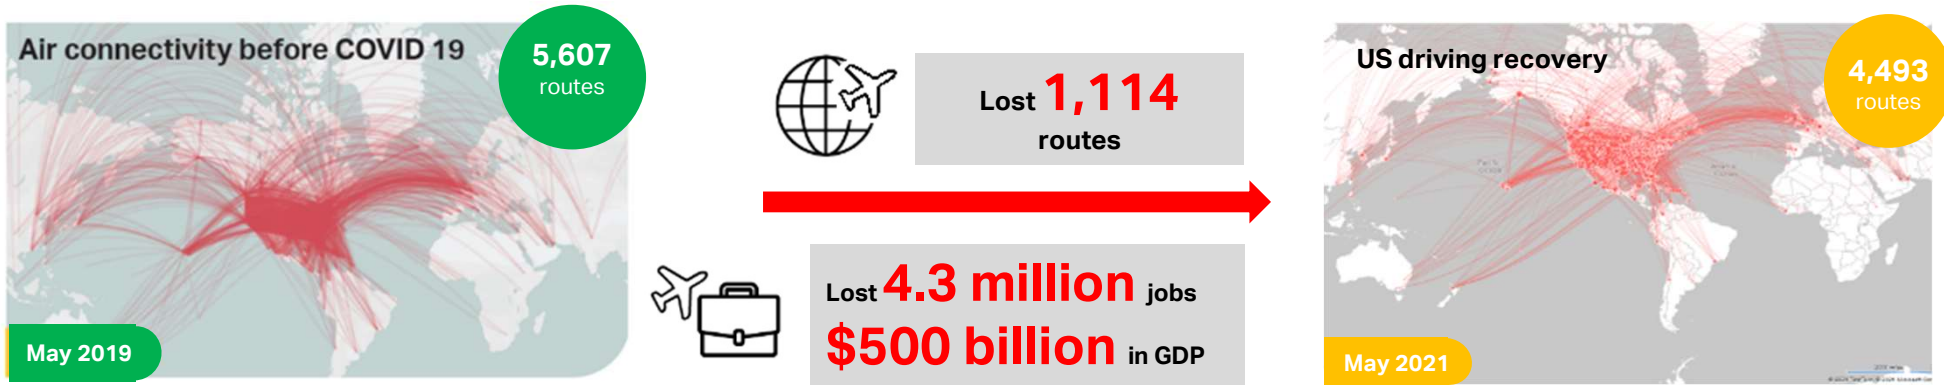 Air connectivity before COVID 19
5,607
routes
May 2019
Lost 1,114
routes
Lost 4.3 million jobs
$500 billion in GDP
US driving recovery
4,493
routes
May 2021